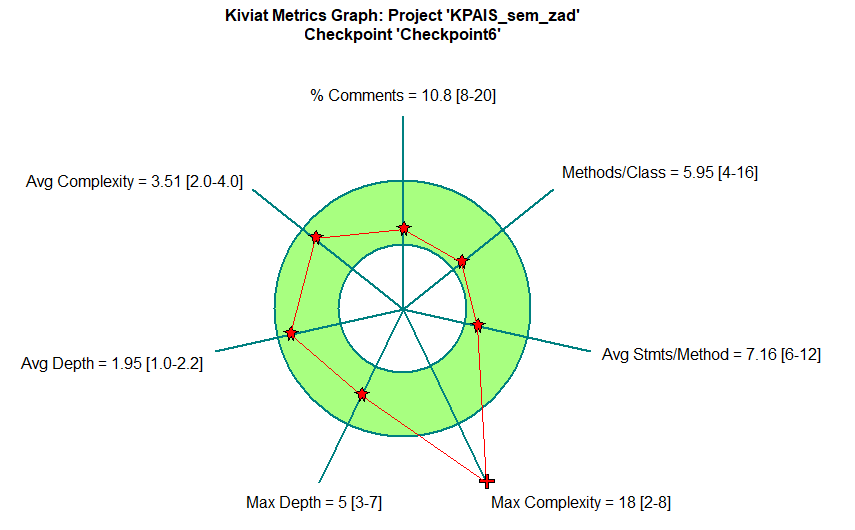 Kiviat Metrics Graph: Project 'KPAIS_sem_zad'
Checkpoint 'Checkpoint6'
% Comments = 10.8 [8-20]
Avg Complexity = 3.51 [2.0-4.0]
Methods/Class = 5.95 [4-16]
Avg Depth = 1.95 [1.0-2.2]
Avg Stmts/Method = 7.16 [6-12]
Max Depth = 5 [3-7]
Max Complexity = 18 [2-8]